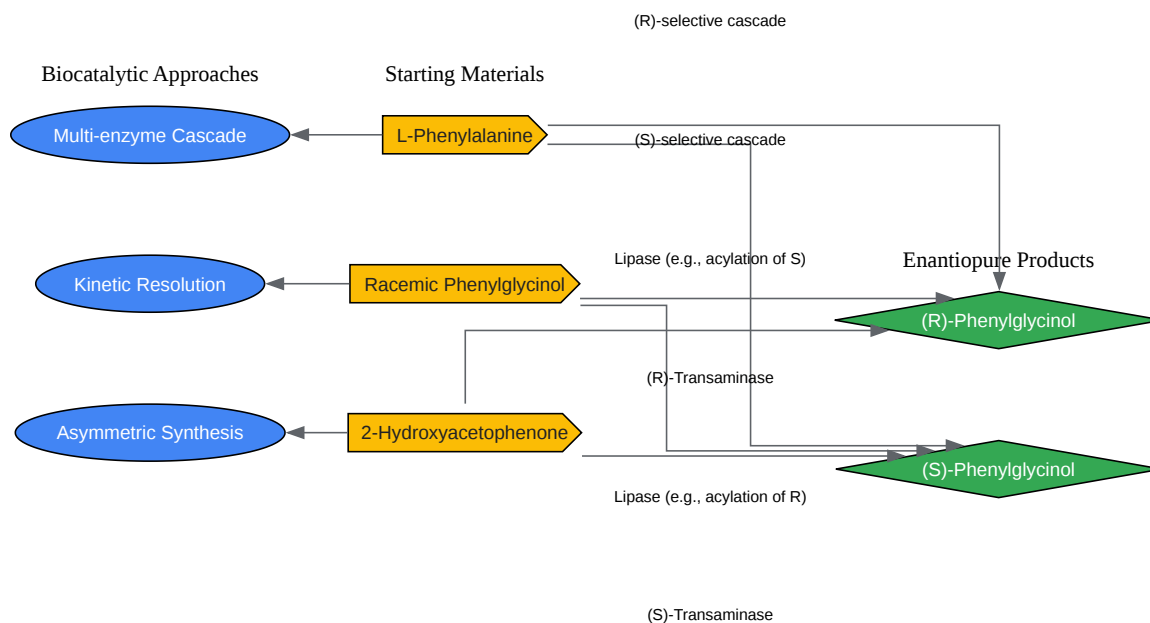 (R)-selective cascade
Biocatalytic Approaches
Starting Materials
Multi-enzyme Cascade
L-Phenylalanine
(S)-selective cascade
Lipase (e.g., acylation of S)
Enantiopure Products
Kinetic Resolution
Racemic Phenylglycinol
(R)-Phenylglycinol
(R)-Transaminase
Asymmetric Synthesis
2-Hydroxyacetophenone
(S)-Phenylglycinol
Lipase (e.g., acylation of R)
(S)-Transaminase